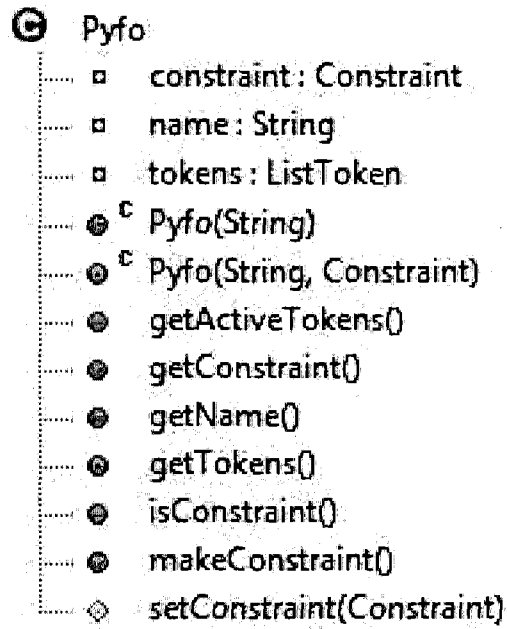 C Pyfo
constraint : Constraint
name : String
tokens : ListToken
C Pyfo(String)
C Pyfo(String, Constraint)
getActiveTokens()
getConstraint()
getName()
getTokens()
isConstraint()
makeConstraint()
setConstraint(Constraint)